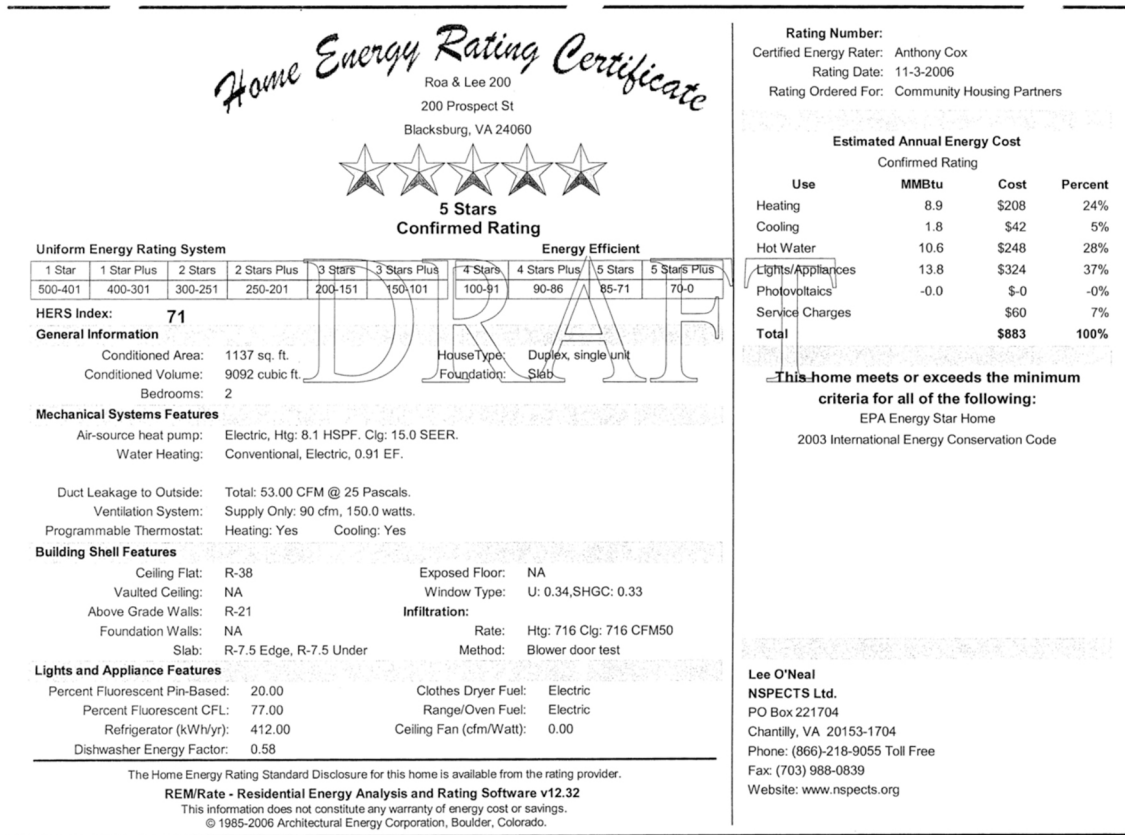 Home Energy Rating Certificate
Roa & Lee 200
200 Prospect St
Blacksburg, VA 24060
5 Stars
Confirmed Rating
Uniform Energy Rating System Energy Efficient
1 Star 1 Star Plus 2 Stars 2 Stars Plus 3 Stars 3 Stars Plus 4 Stars 4 Stars Plus 5 Stars 5 Stars Plus
500-401 400-301 300-251 250-201 200-151 150-101 100-91 90-86 85-71 70-0
HERS Index: 71
DRAFT
General Information
Conditioned Area: 1137 sq. ft. HouseType: Duplex, single unit
Conditioned Volume: 9092 cubic ft. Foundation: Slab
Bedrooms: 2
Mechanical Systems Features
Air-source heat pump: Electric, Htg: 8.1 HSPF. Clg: 15.0 SEER.
Water Heating: Conventional, Electric, 0.91 EF.
Duct Leakage to Outside: Total: 53.00 CFM @ 25 Pascals.
Ventilation System: Supply Only: 90 cfm, 150.0 watts.
Programmable Thermostat: Heating: Yes Cooling: Yes
Building Shell Features
Ceiling Flat: R-38 Exposed Floor: NA
Vaulted Ceiling: NA Window Type: U: 0.34,SHGC: 0.33
Above Grade Walls: R-21 Infiltration:
Foundation Walls: NA Rate: Htg: 716 Clg: 716 CFM50
Slab: R-7.5 Edge, R-7.5 Under Method: Blower door test
Lights and Appliance Features
Percent Fluorescent Pin-Based: 20.00 Clothes Dryer Fuel: Electric
Percent Fluorescent CFL: 77.00 Range/Oven Fuel: Electric
Refrigerator (kWh/yr): 412.00 Ceiling Fan (cfm/Watt): 0.00
Dishwasher Energy Factor: 0.58
The Home Energy Rating Standard Disclosure for this home is available from the rating provider.
REM/Rate - Residential Energy Analysis and Rating Software v12.32
This information does not constitute any warranty of energy cost or savings.
© 1985-2006 Architectural Energy Corporation, Boulder, Colorado.
Rating Number:
Certified Energy Rater: Anthony Cox
Rating Date: 11-3-2006
Rating Ordered For: Community Housing Partners
Estimated Annual Energy Cost
Confirmed Rating
Use MMBtu Cost Percent
Heating 8.9 $208 24%
Cooling 1.8 $42 5%
Hot Water 10.6 $248 28%
Lights/Appliances 13.8 $324 37%
Photovoltaics -0.0 $-0 -0%
Service Charges $60 7%
Total $883 100%
This home meets or exceeds the minimum
criteria for all of the following:
EPA Energy Star Home
2003 International Energy Conservation Code
Lee O'Neal
NSPECTS Ltd.
PO Box 221704
Chantilly, VA 20153-1704
Phone: (866)-218-9055 Toll Free
Fax: (703) 988-0839
Website: www.nspects.org